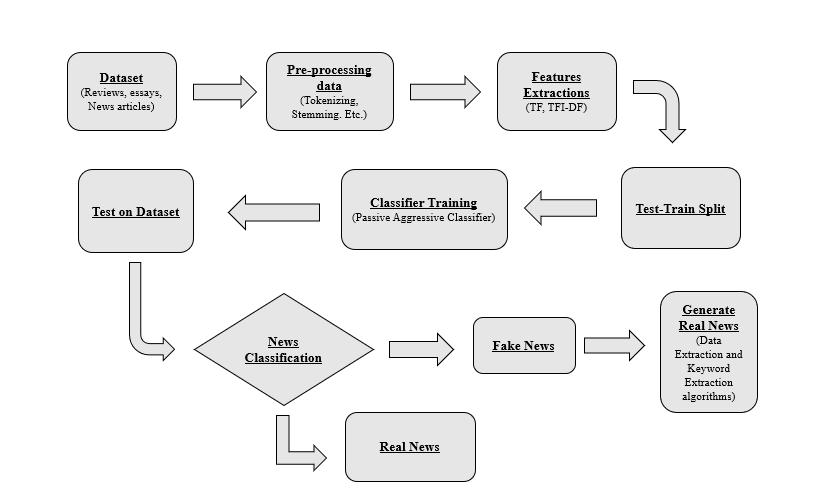 Dataset
(Reviews, essays,
News articles)
Pre-processing
data
(Tokenizing,
Stemming. Etc.)
Features
Extractions
(TF, TFI-DF)
Test on Dataset
Classifier Training
(Passive Aggressive Classifier)
Test-Train Split
News
Classification
Fake News
Generate
Real News
(Data
Extraction and
Keyword
Extraction
algorithms)
Real News